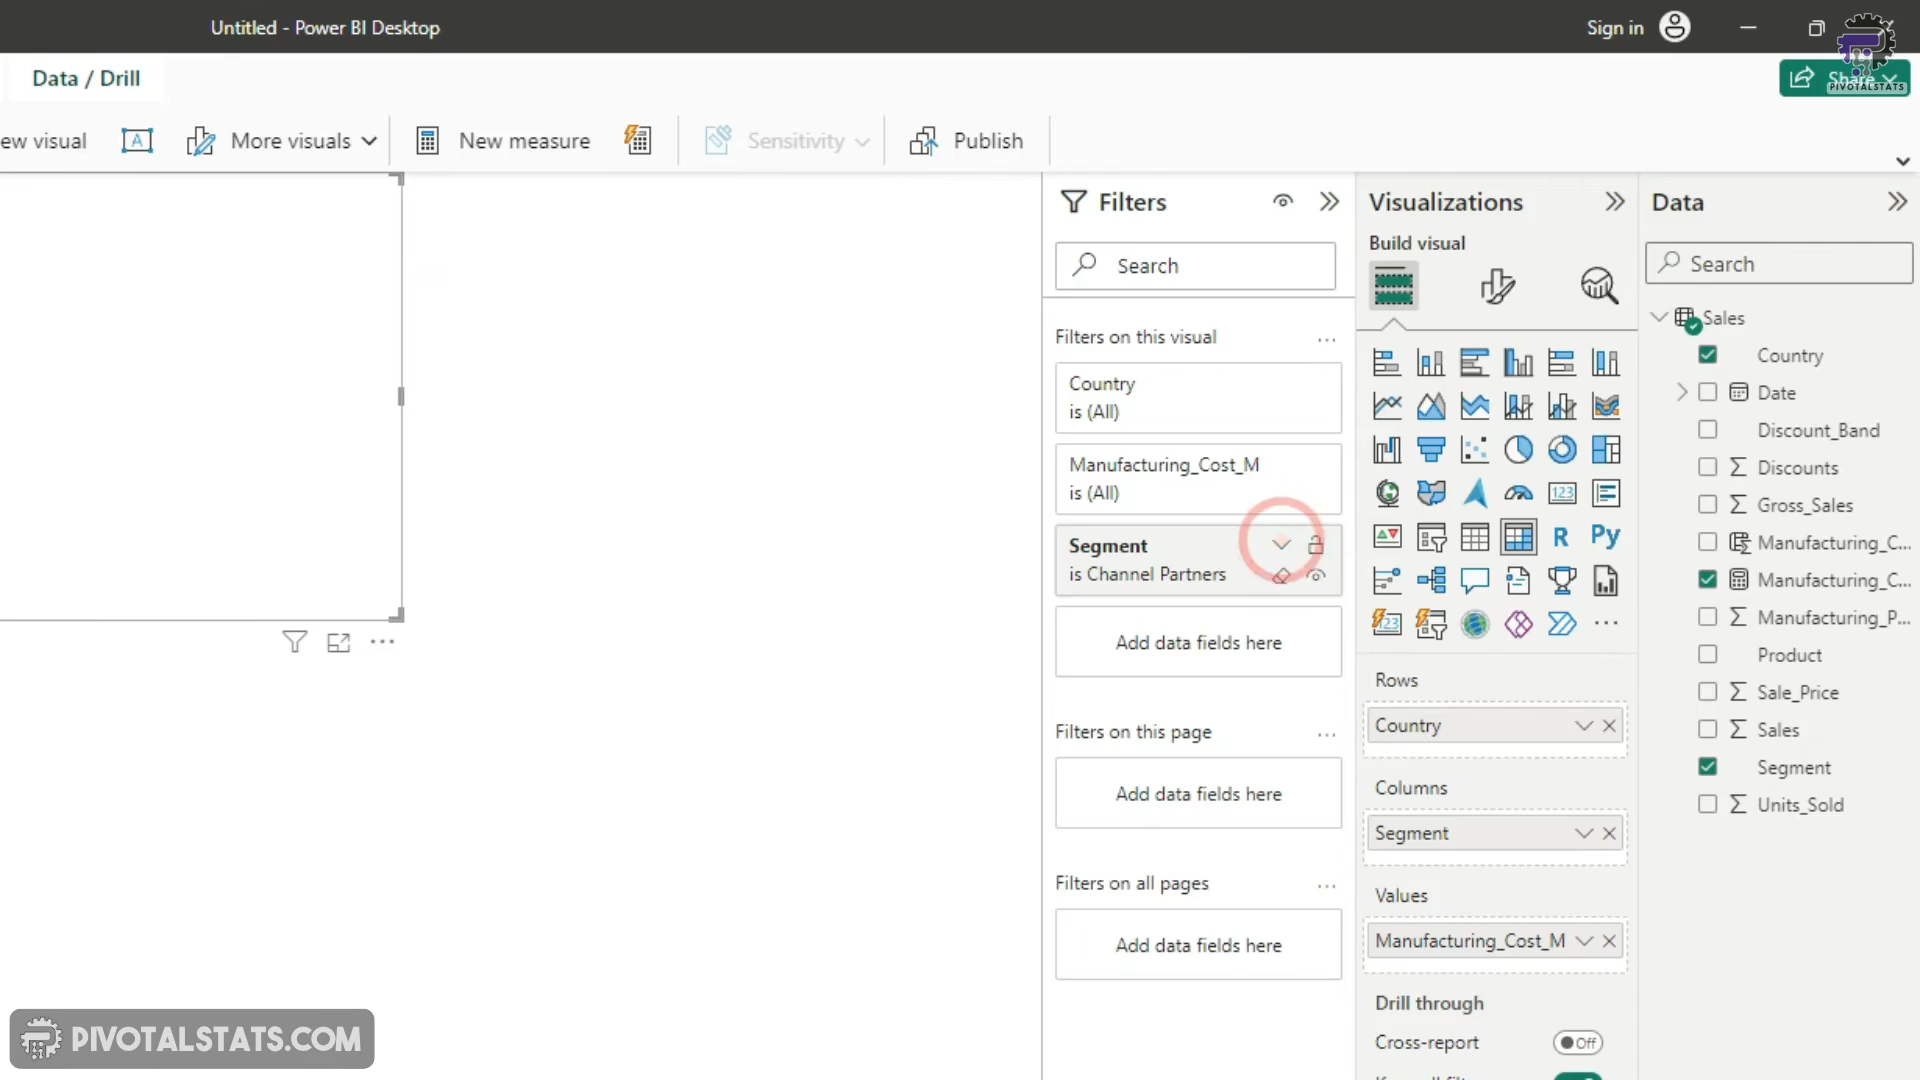 Untitled - Power BI Desktop
Sign in
PIVOTALSTATS
Data / Drill
Share
ew visual
More visuals
New measure
Sensitivity
Publish
Filters
Search
Filters on this visual
...
Country
is (All)
Manufacturing_Cost_M
is (All)
Segment
is Channel Partners
Add data fields here
Filters on this page
...
Add data fields here
Filters on all pages
...
Add data fields here
Visualizations
Build visual
123
R
Py
123
...
Rows
Country
Columns
Segment
Values
Manufacturing_Cost_M
Drill through
Cross-report
Off
Data
Search
Sales
Country
Date
Discount_Band
Discounts
Gross_Sales
Manufacturing_C...
Manufacturing_C...
Manufacturing_P...
Product
Sale_Price
Sales
Segment
Units_Sold
PIVOTALSTATS.COM